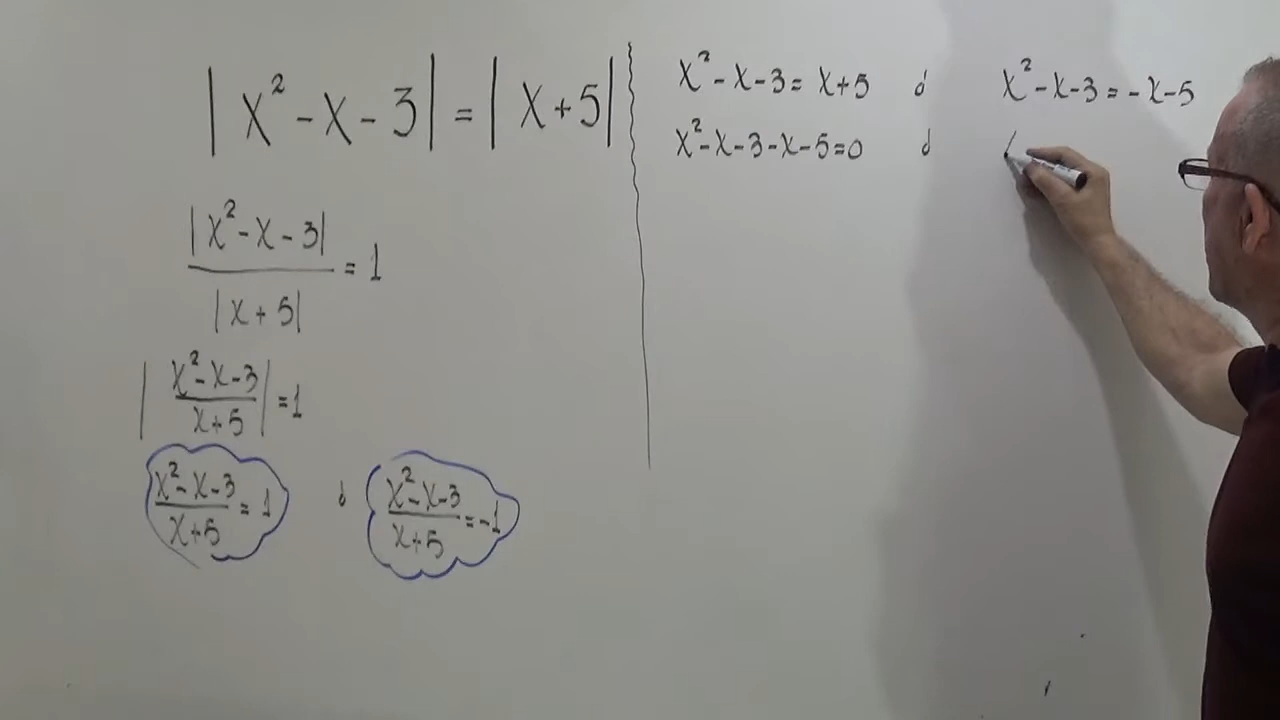 |x²-x-3| = |x+5|
|x²-x-3|
/ |x+5| = 1
|x²-x-3 / x+5| = 1
x²-x-3 / x+5 = 1 ó x²-x-3 / x+5 = -1
x²-x-3 = x+5 ó x²-x-3 = -x-5
x²-x-3-x-5=0 ó